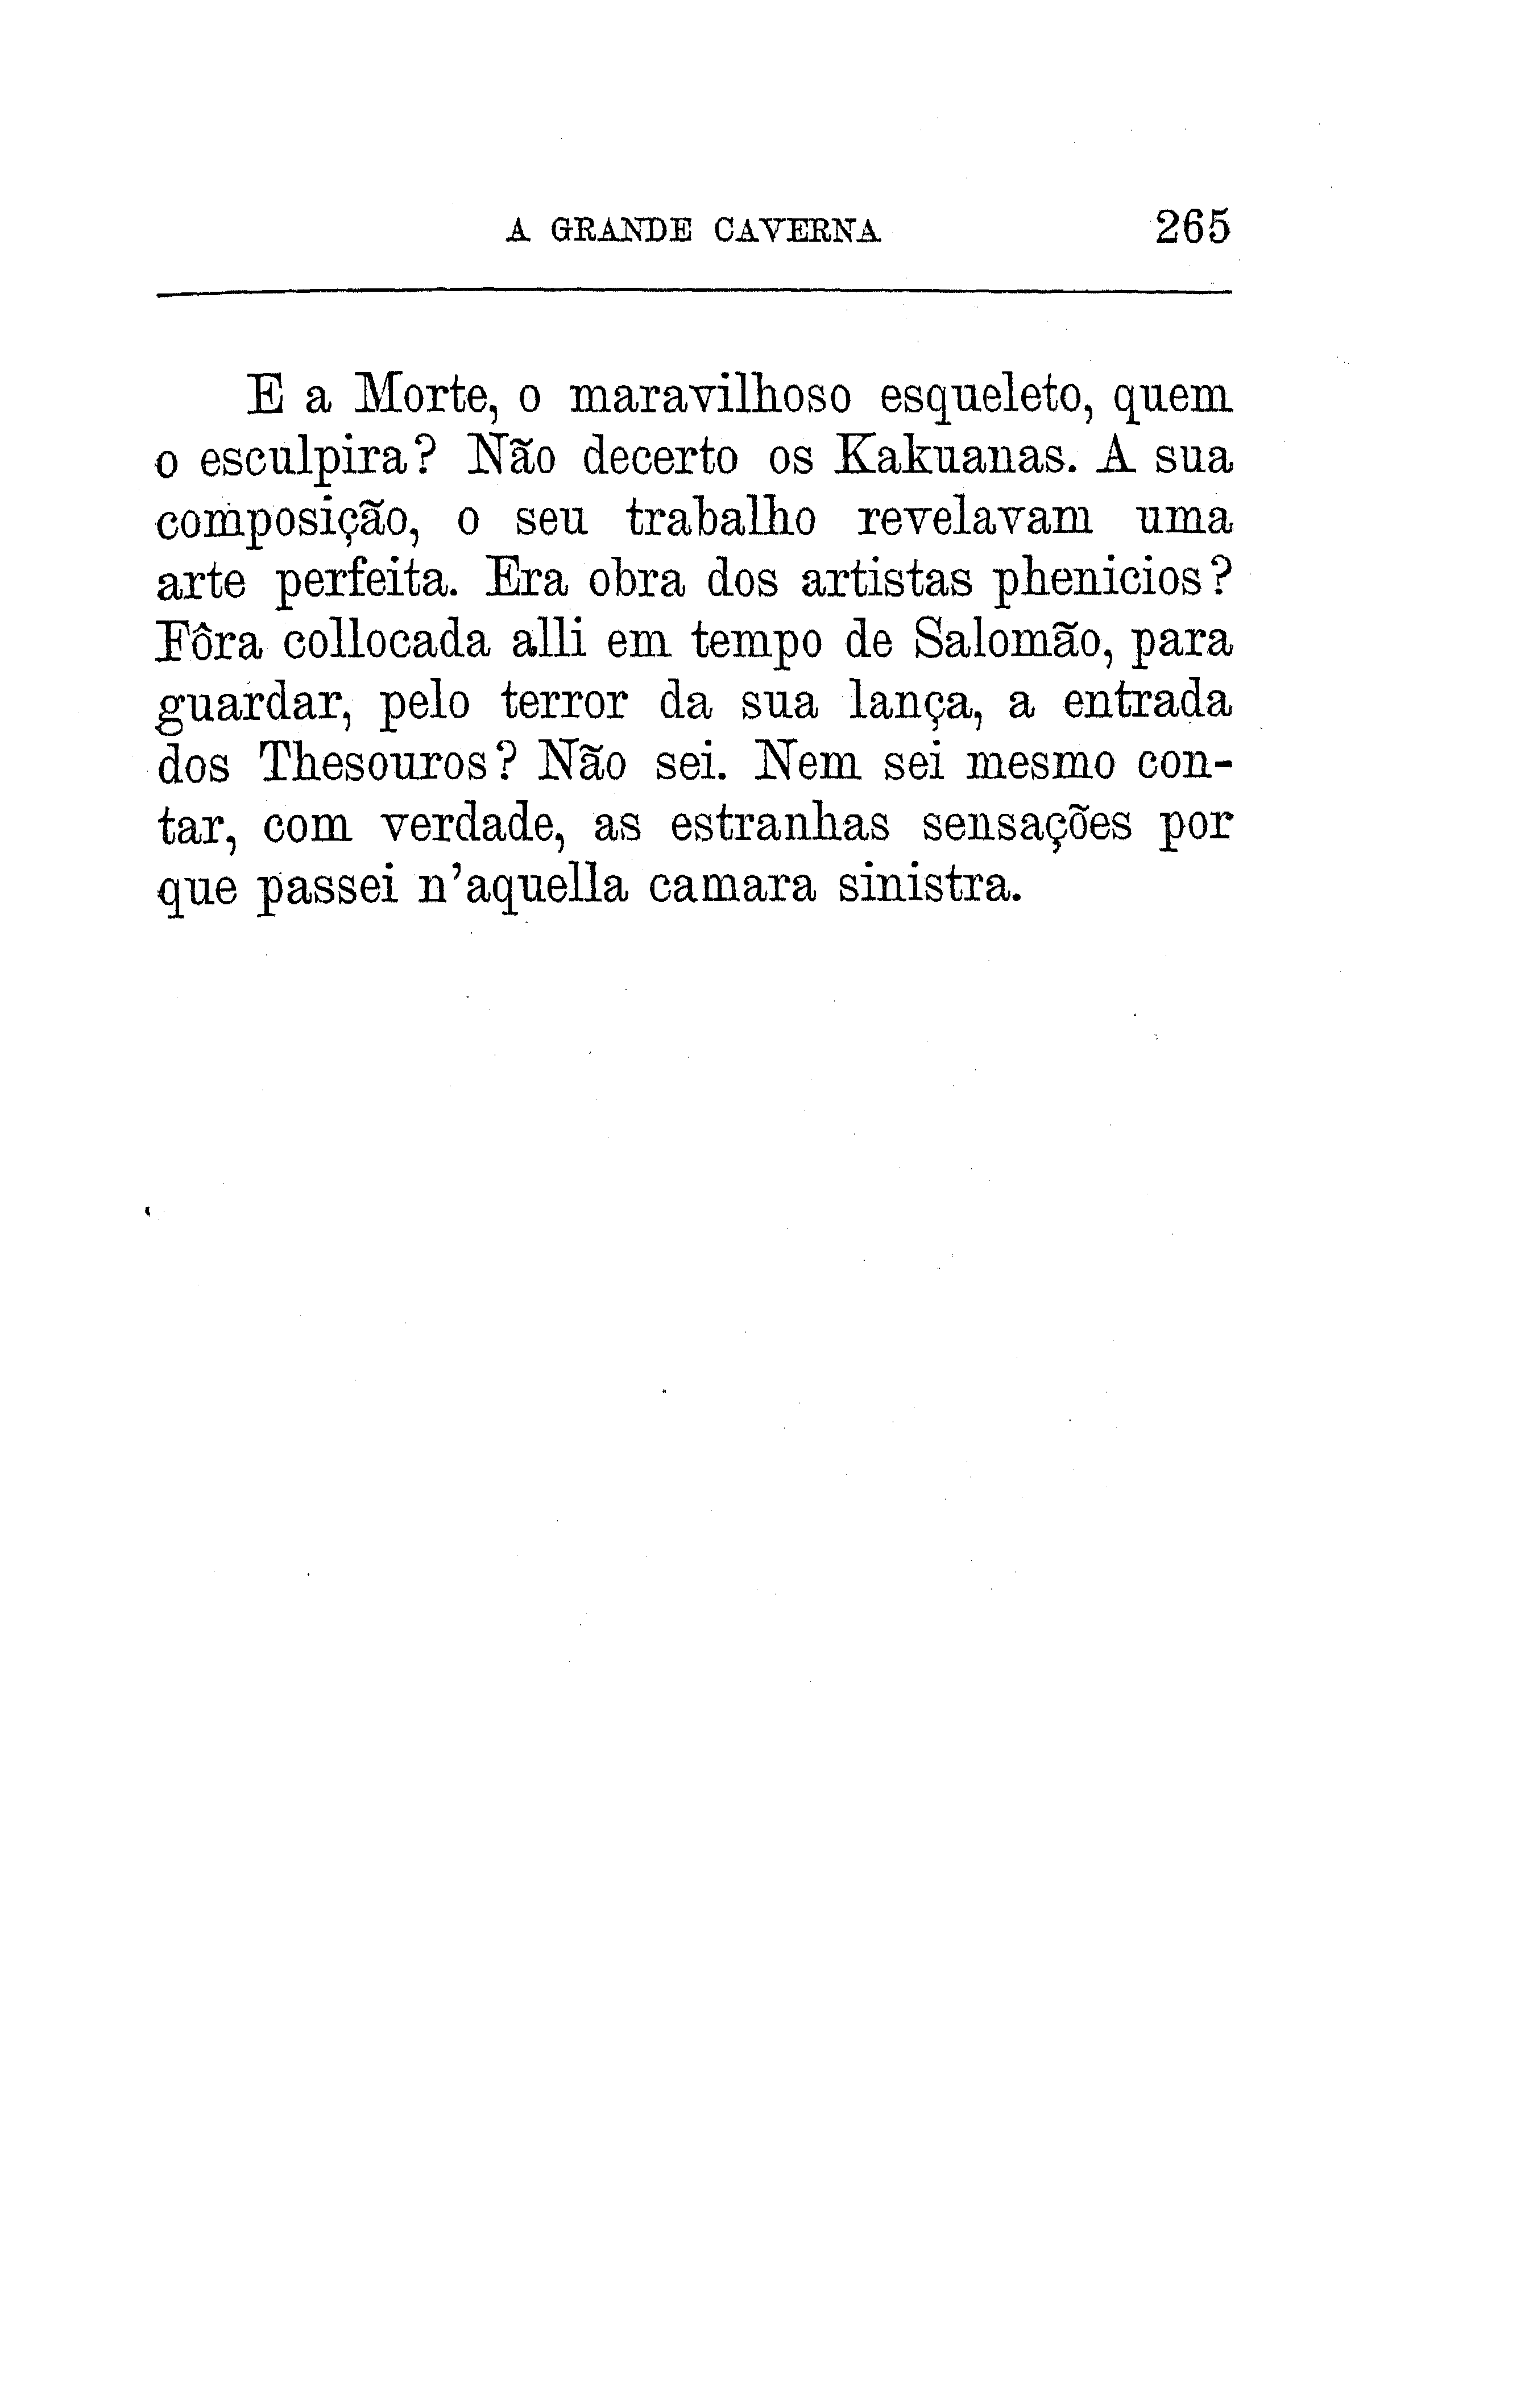 A GRANDE CAVERNA 265
E a Morte, o maravilhoso esqueleto, quem
o esculpira? Não decerto os Kakuanas. A sua
composição, o seu trabalho revelavam uma
arte perfeita. Era obra dos artistas phenicios?
Fôra collocada alli em tempo de Salomão, para
guardar, pelo terror da sua lança, a entrada
dos Thesouros? Não sei. Nem sei mesmo con-
tar, com verdade, as estranhas sensações por
que passei n'aquella camara sinistra.